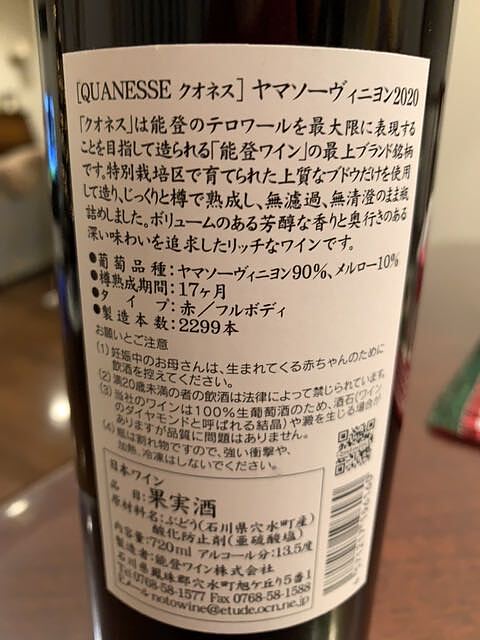 [QUANESSE クオネス] ヤマソーヴィニヨン2020
「クオネス」は能登のテロワールを最大限に表現する
ことを目指して造られる「能登ワイン」の最上ブランド銘柄
です。特別栽培区で育てられた上質なブドウだけを使用
して造り、じっくりと樽で熟成し、無濾過、無清澄のまま瓶
詰めしました。ボリュームのある芳醇な香りと奥行きのある
深い味わいを追求したリッチなワインです。
●葡萄品種:ヤマソーヴィニヨン90%、メルロー10%
●樽熟成期間:17ヶ月
●タイプ:赤/フルボディ
●製造本数:2299本
お願いとご注意
(1)妊娠中のお母さんは、生まれてくる赤ちゃんのために
飲酒を控えてください。
(2)満20歳未満の者の飲酒は法律によって禁じられています。
(3)当社のワインは100%生葡萄酒のため、酒石(ワイン
のダイヤモンドと呼ばれる結晶)や澱を生じる場合が
ありますが品質に問題はありません。
(4)瓶は割れ物ですので、強い衝撃や、
加熱、冷凍はしないでください。
日本ワイン
品目:果実酒
原材料名:ぶどう(石川県穴水町産)
酸化防止剤(亜硫酸塩)
内容量:720ml アルコール分:13.5度
製造者:能登ワイン株式会社
石川県鳳珠郡穴水町旭ケ丘り5番1
Tel0768-58-1577 Fax0768-58-1588
E-mail notowine@etude.ocn.ne.jp